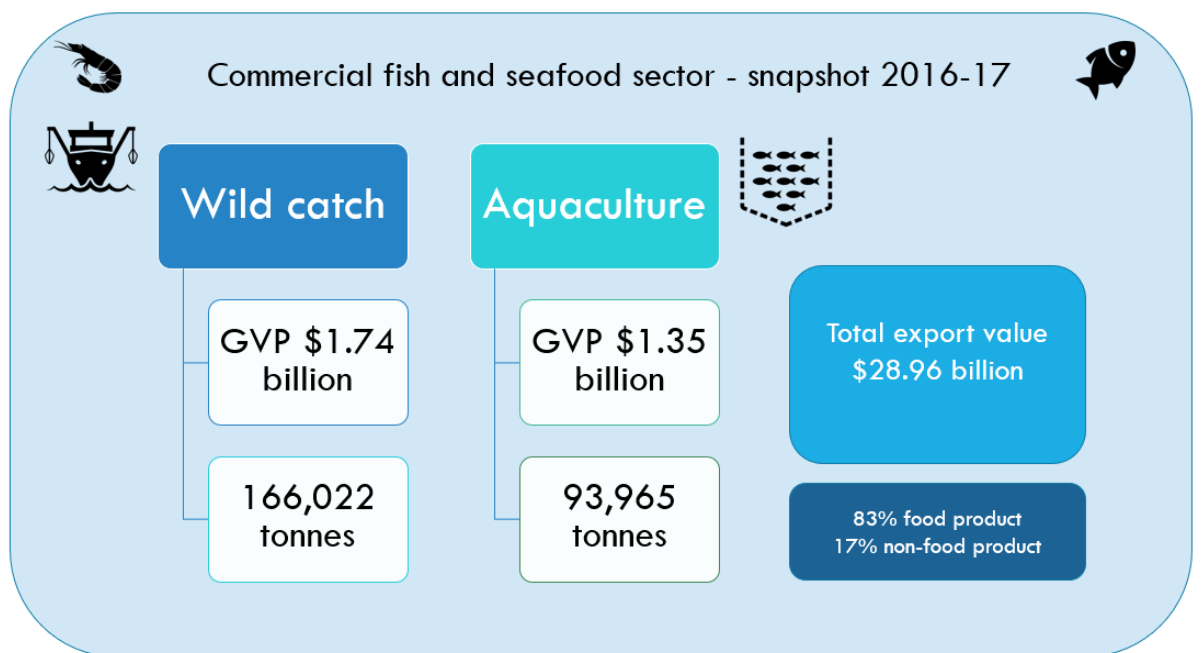 Commercial fish and seafood sector - snapshot 2016-17
Wild catch
GVP $1.74
billion
166,022
tonnes
Aquaculture
GVP $1.35
billion
93,965
tonnes
Total export value
$28.96 billion
83% food product
17% non-food product